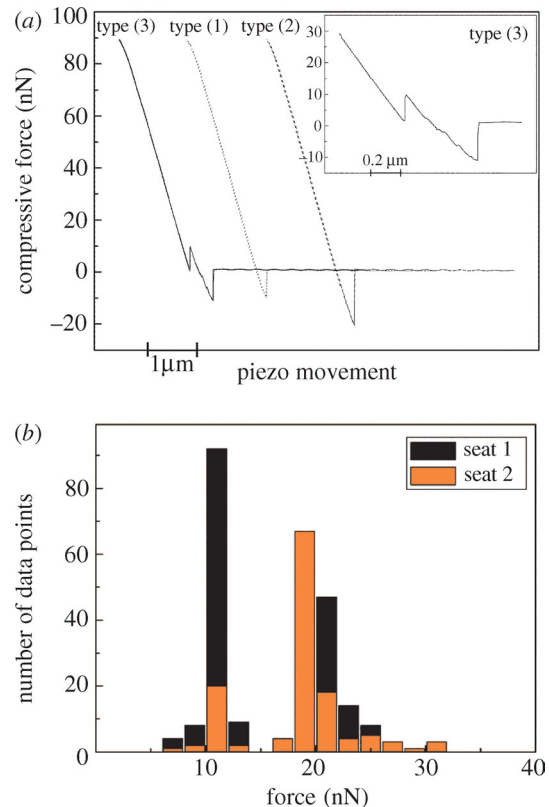 (a)
100
80
60
40
20
0
−20
compressive force (nN)
type (3) type (1) type (2)
type (3)
30
20
10
0
−10
0.2 µm
1µm
piezo movement
(b)
seat 1
seat 2
80
60
40
20
0
number of data points
10 20 30 40
force (nN)